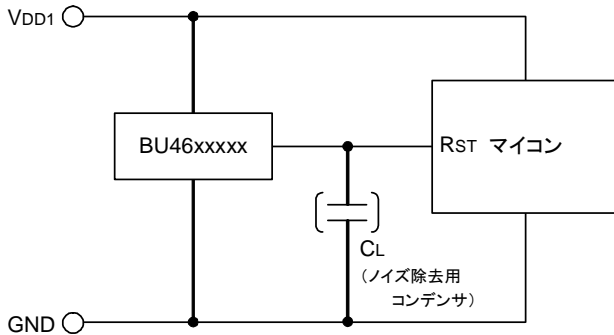 VDD1
BU46xxxxx
RST マイコン
CL
（ノイズ除去用
コンデンサ）
GND